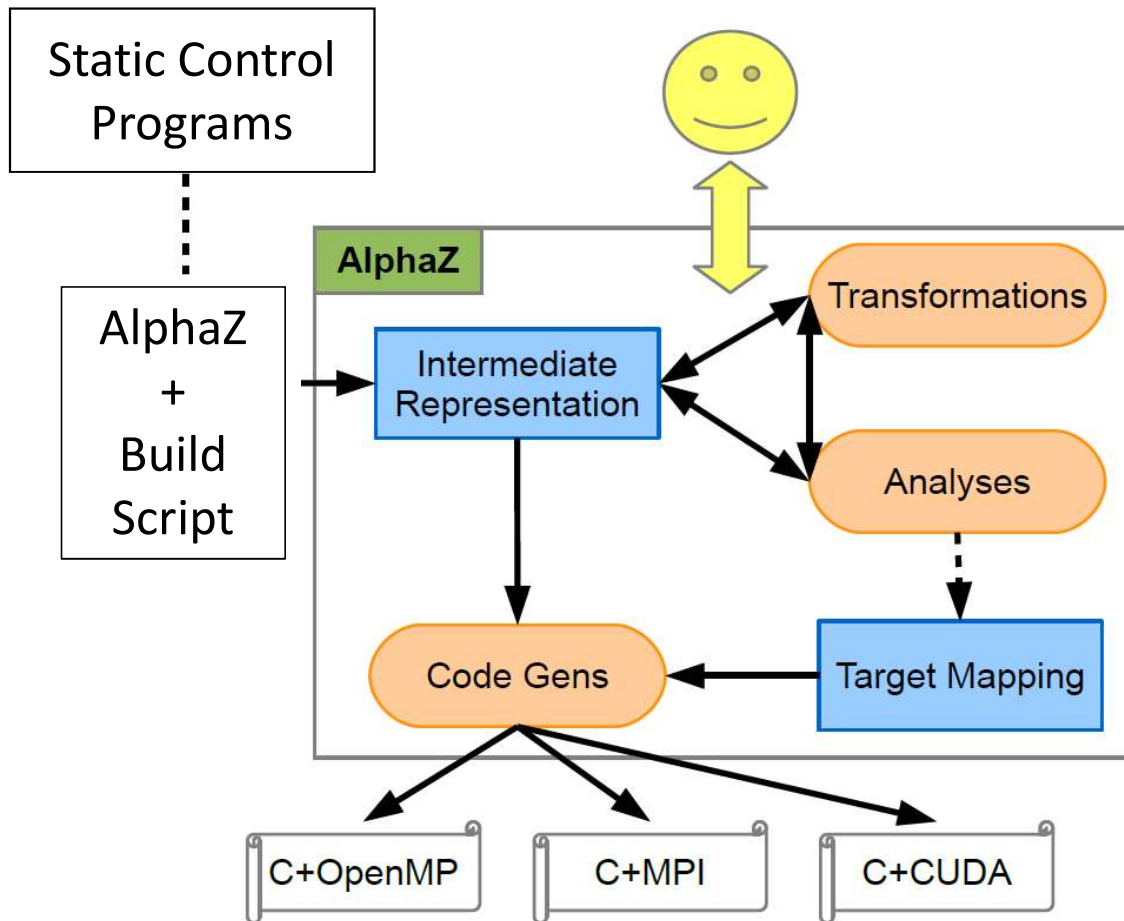 Static Control
Programs
AlphaZ
+
Build
Script
AlphaZ
Transformations
Intermediate
Representation
Analyses
Code Gens
Target Mapping
C+OpenMP
C+MPI
C+CUDA